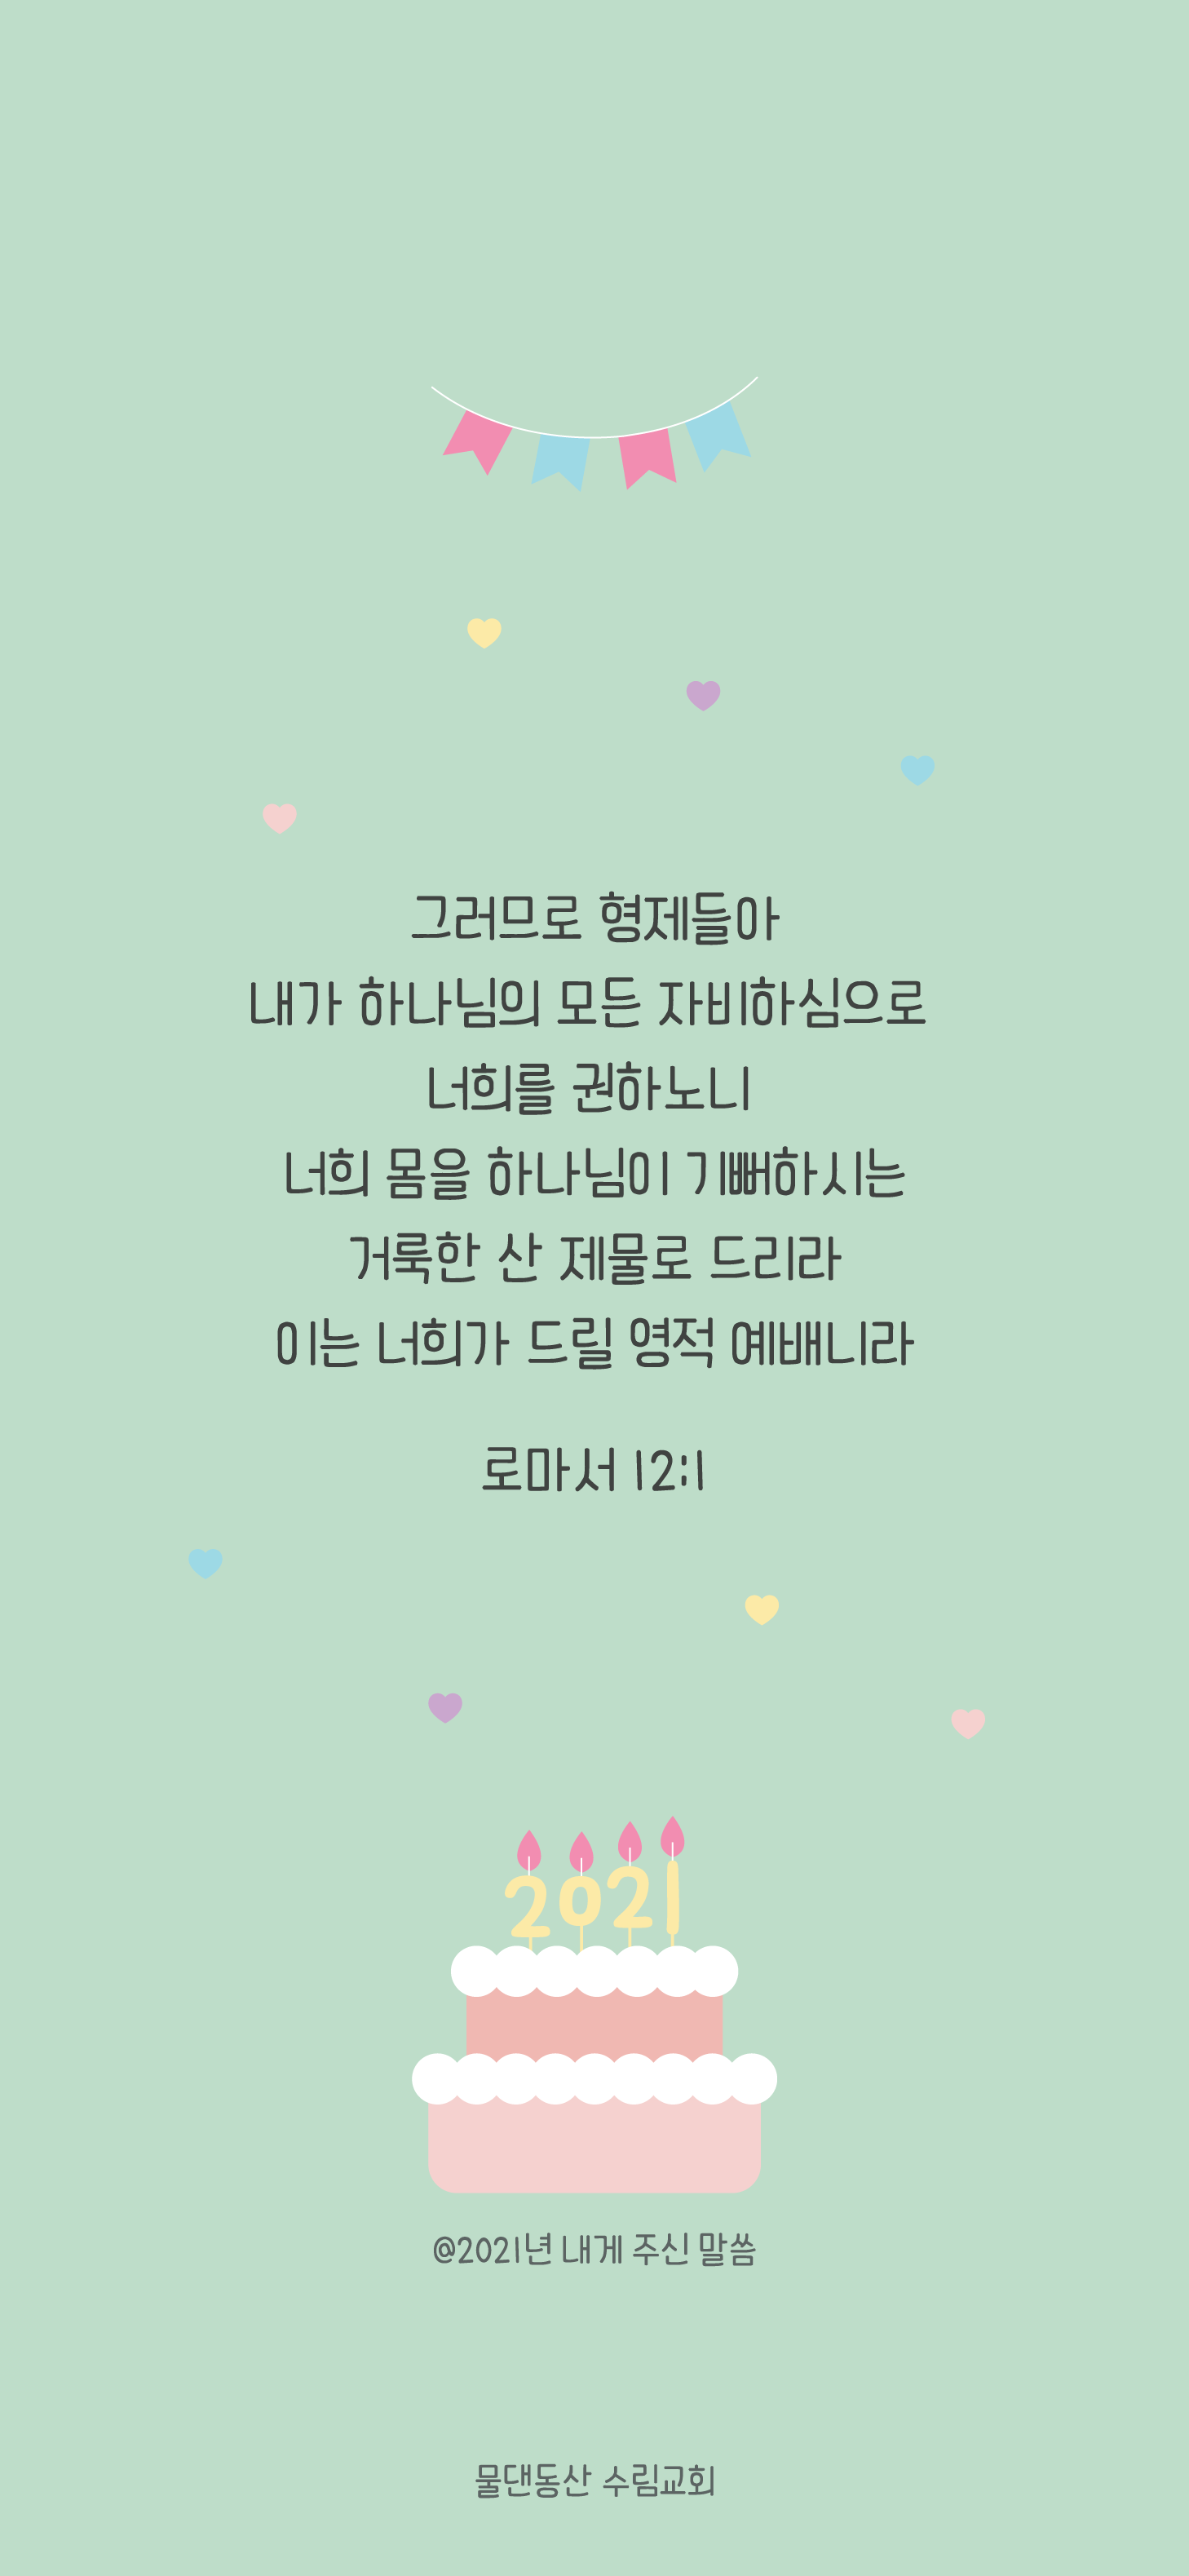 그러므로 형제들아
내가 하나님의 모든 자비하심으로
너희를 권하노니
너희 몸을 하나님이 기뻐하시는
거룩한 산 제물로 드리라
이는 너희가 드릴 영적 예배니라
로마서 12:1
2021
@2021년 내게 주신 말씀
물댄동산 수림교회